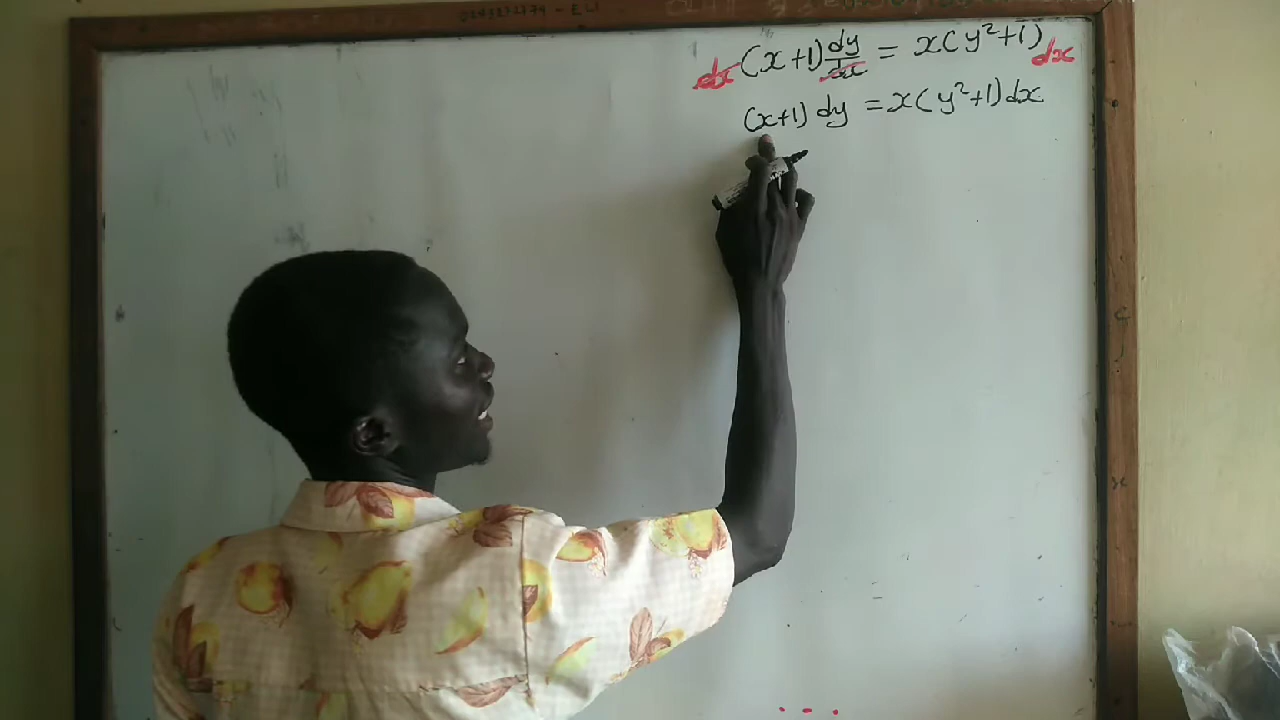 dx (x+1) dy/dx = x(y²+1) dx
(x+1) dy = x(y²+1) dx